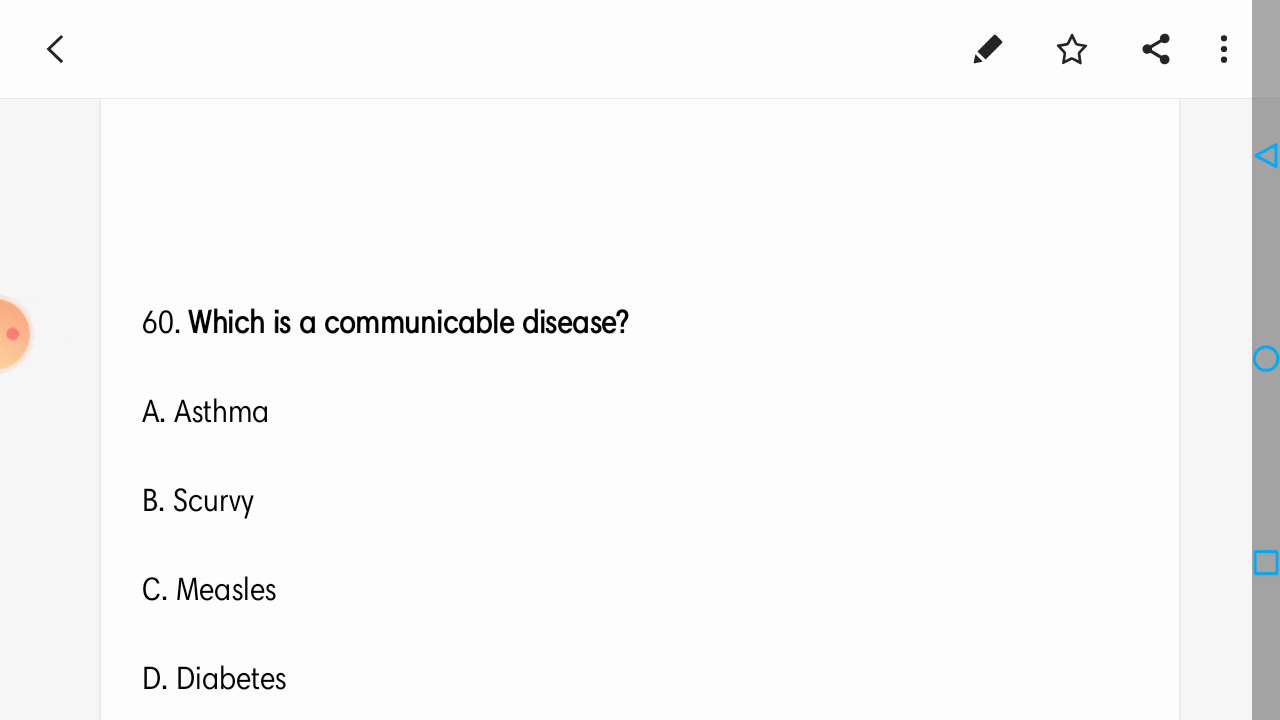 60. Which is a communicable disease?
A. Asthma
B. Scurvy
C. Measles
D. Diabetes